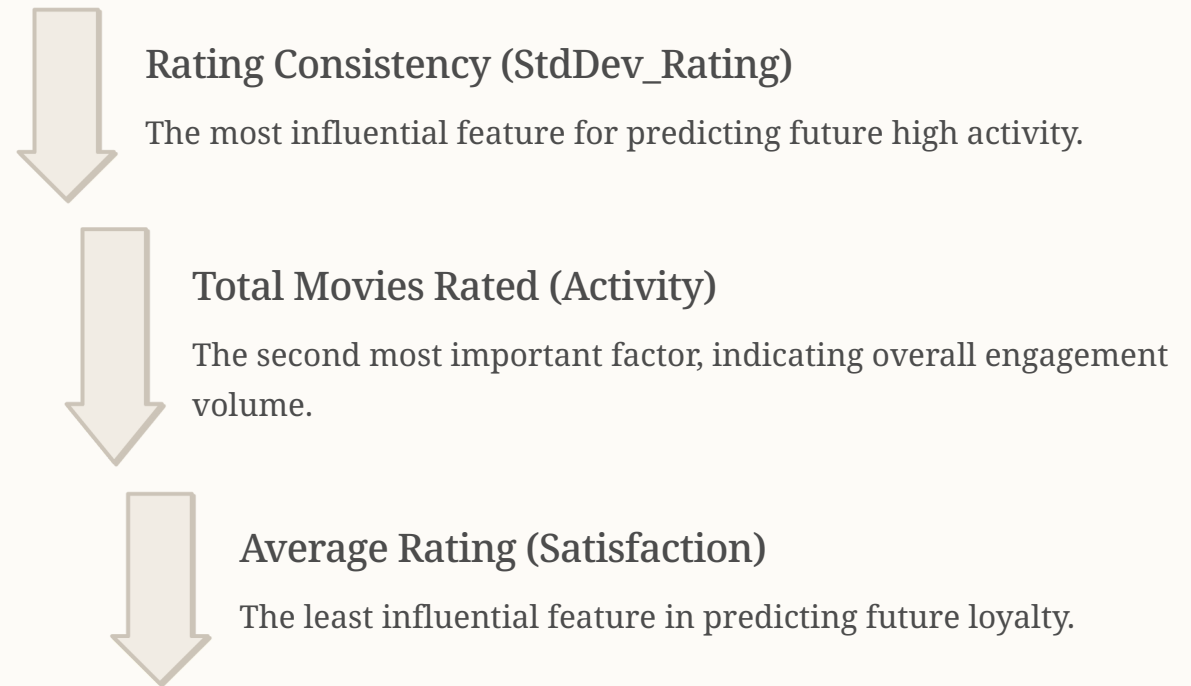 Rating Consistency (StdDev_Rating)
The most influential feature for predicting future high activity.
Total Movies Rated (Activity)
The second most important factor, indicating overall engagement
volume.
Average Rating (Satisfaction)
The least influential feature in predicting future loyalty.